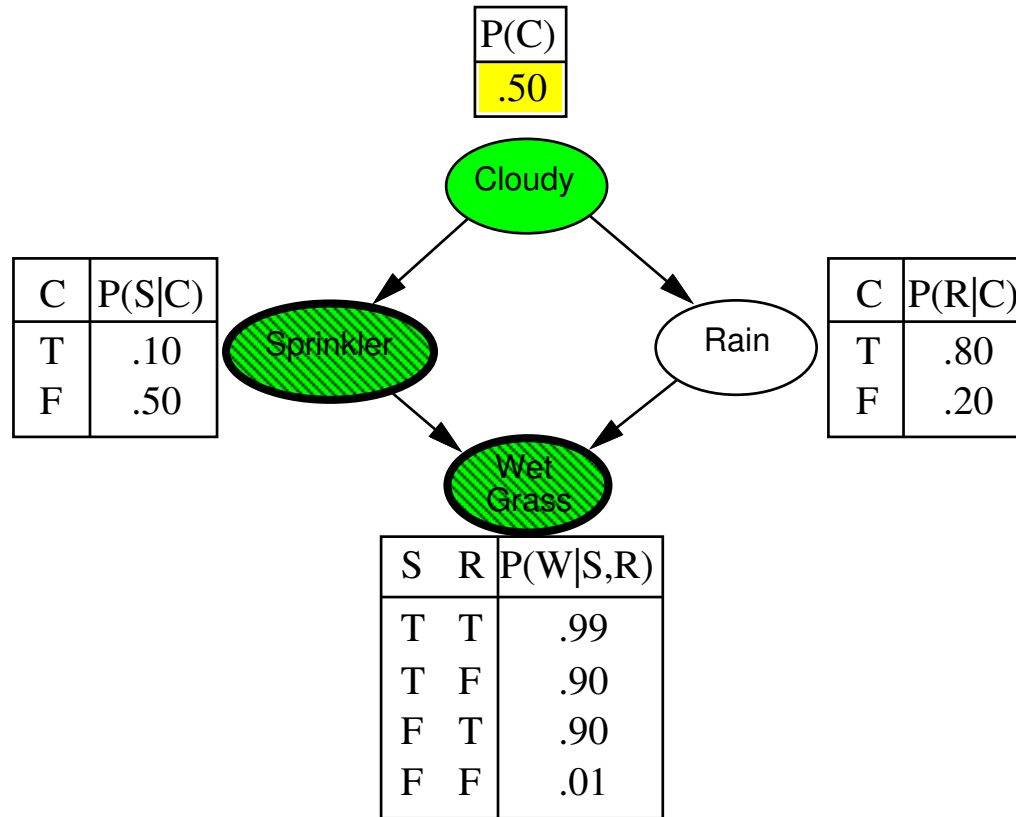 P(C)
.50
Cloudy
C P(S|C)
T .10
F .50
Sprinkler
Rain
C P(R|C)
T .80
F .20
Wet
Grass
S R P(W|S,R)
T T .99
T F .90
F T .90
F F .01